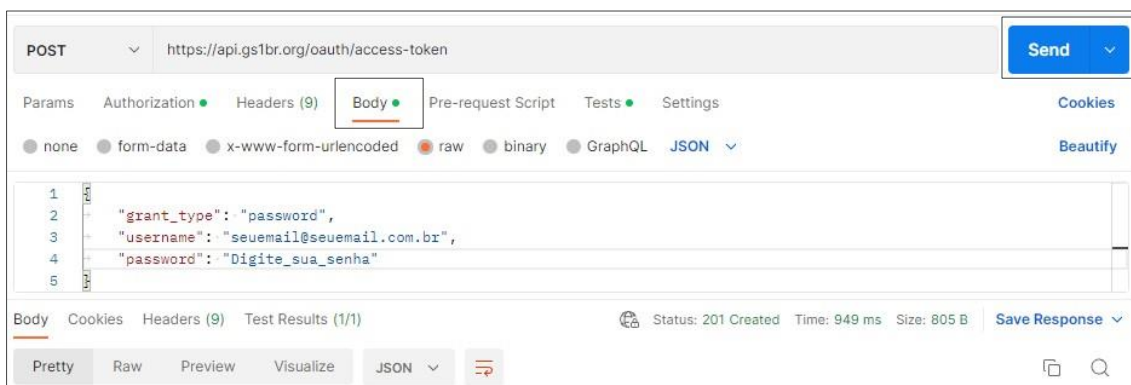 POST https://api.gs1br.org/oauth/access-token Send
Params Authorization Headers (9) Body Pre-request Script Tests Settings Cookies
none form-data x-www-form-urlencoded raw binary GraphQL JSON Beautify
1 {
2 "grant_type": "password",
3 "username": "seuemail@seuemail.com.br",
4 "password": "Digite_sua_senha"
5 }
Body Cookies Headers (9) Test Results (1/1) Status: 201 Created Time: 949 ms Size: 805 B Save Response
Pretty Raw Preview Visualize JSON